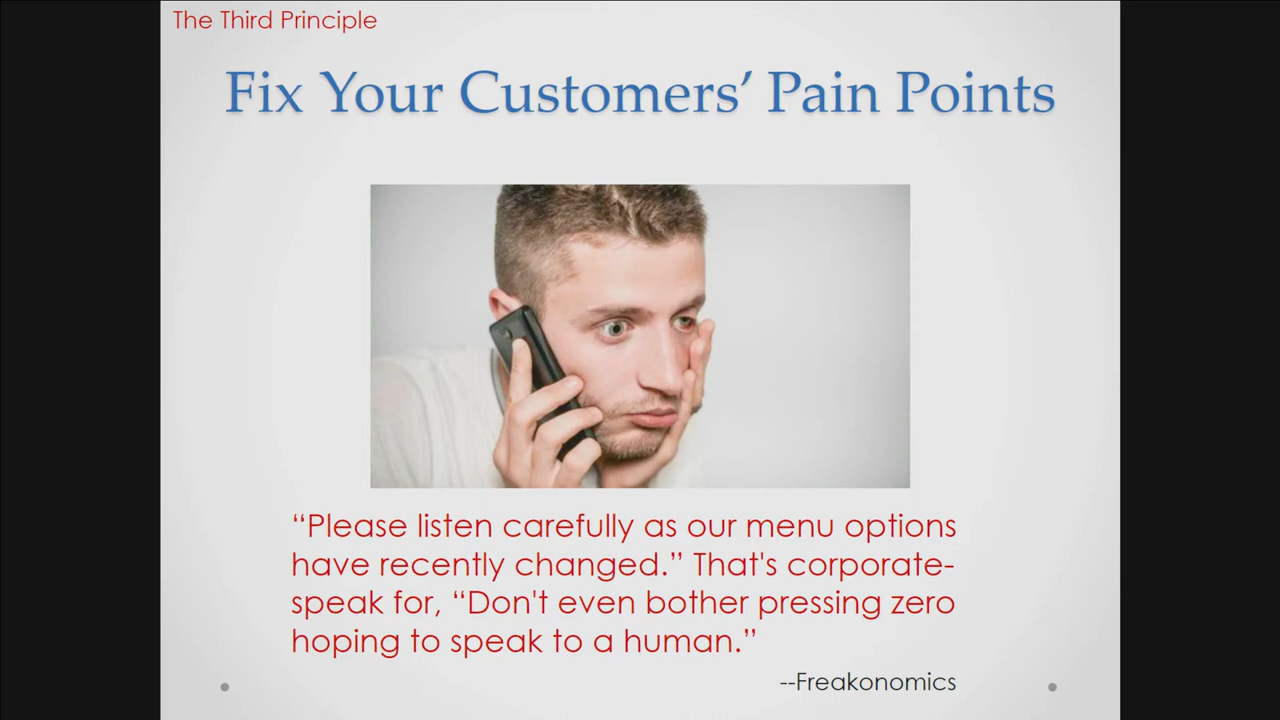 The Third Principle
Fix Your Customers’ Pain Points
“Please listen carefully as our menu options
have recently changed.” That's corporate-
speak for, “Don't even bother pressing zero
hoping to speak to a human.”
--Freakonomics